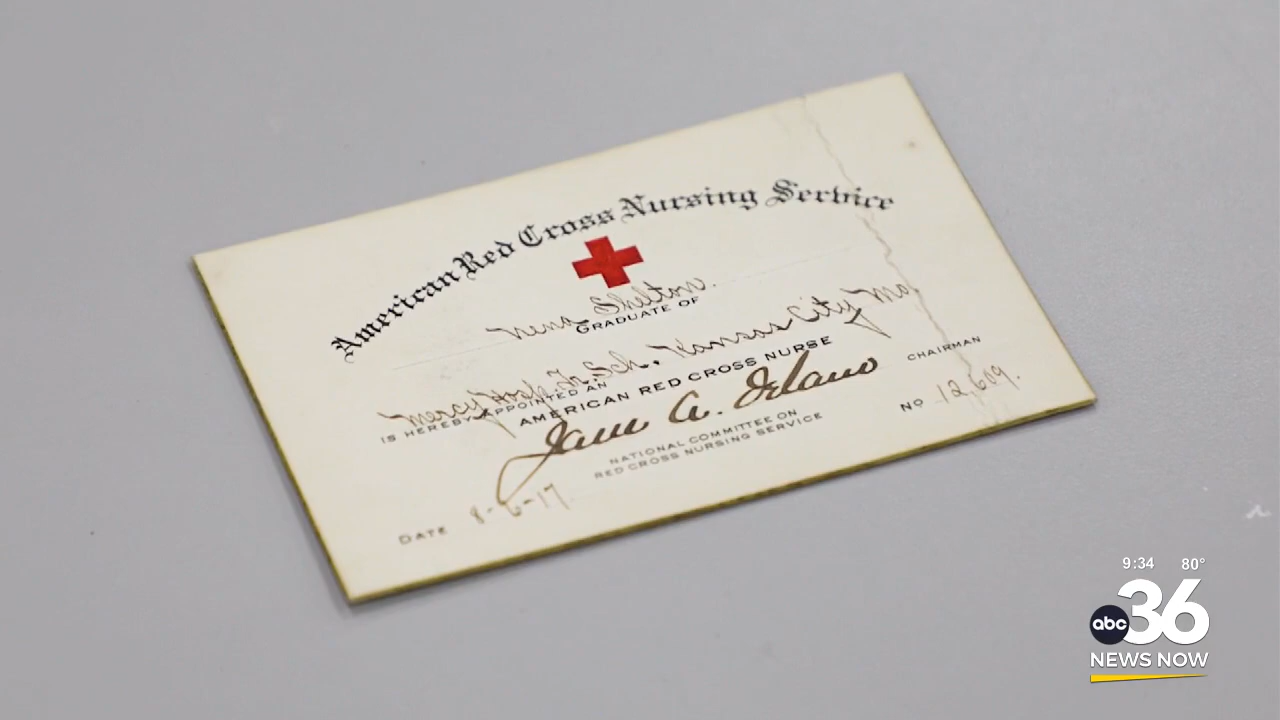 American Red Cross Nursing Service
Nena Shelton.
GRADUATE OF
Mercy Hosp. Tr. Sch. Kansas City Mo.
IS HEREBY APPOINTED AN
AMERICAN RED CROSS NURSE
Jane A. Delano CHAIRMAN
NATIONAL COMMITTEE ON
RED CROSS NURSING SERVICE
No 12,609.
DATE 8-6-17.
9:34 80°
abc 36
NEWS NOW